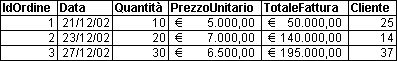 IdOrdine Data Quantità PrezzoUnitario TotaleFattura Cliente
1 21/12/02 10 € 5.000,00 € 50.000,00 25
2 23/12/02 20 € 7.000,00 € 140.000,00 14
3 27/12/02 30 € 6.500,00 € 195.000,00 37